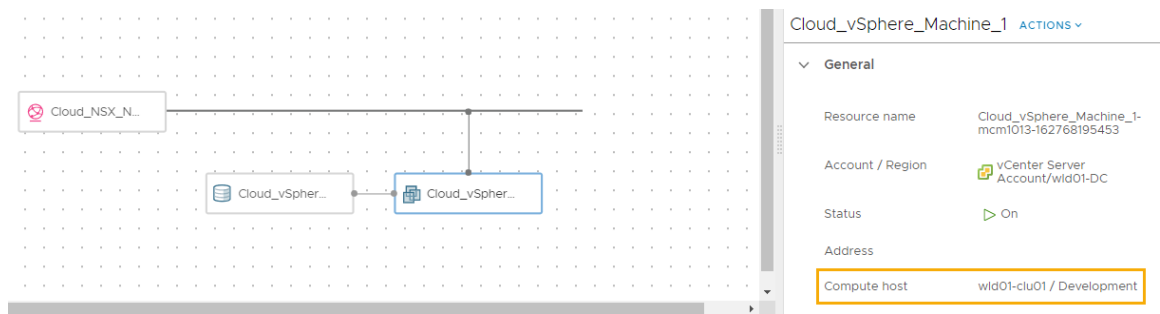 Cloud_vSphere_Machine_1 ACTIONS
General
Cloud_NSX_N...
Resource name
Cloud_vSphere_Machine_1-
mcm1013-162768195453
Account / Region
vCenter Server
Account/wld01-DC
Cloud_vSpher...
Cloud_vSpher...
Status
On
Address
Compute host
wld01-clu01 / Development